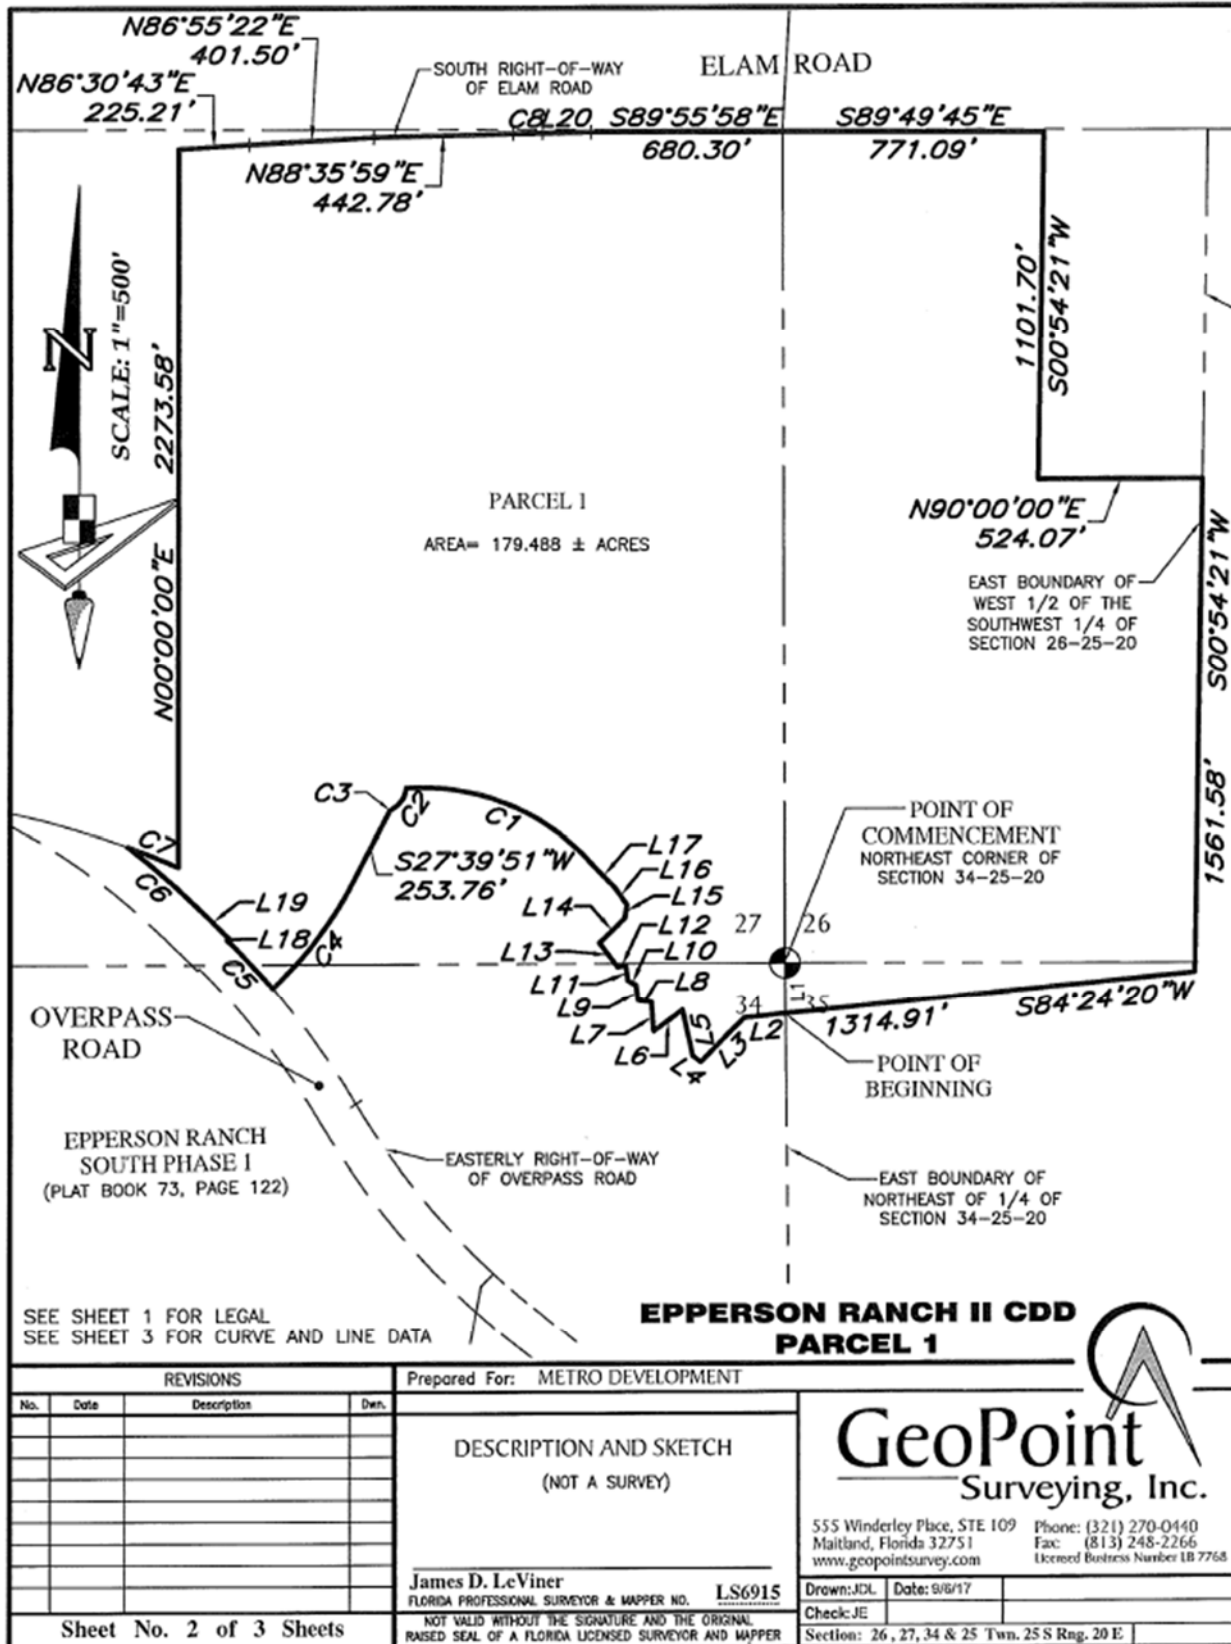 N86°55'22"E
401.50'
N86°30'43"E
225.21'
SOUTH RIGHT-OF-WAY
OF ELAM ROAD
ELAM ROAD
C8
L20
S89°55'58"E
680.30'
S89°49'45"E
771.09'
N88°35'59"E
442.78'
N
SCALE: 1"=500'
2273.58'
N00°00'00"E
1101.70'
S00°54'21"W
PARCEL 1
AREA= 179.488 ± ACRES
N90°00'00"E
524.07'
EAST BOUNDARY OF
WEST 1/2 OF THE
SOUTHWEST 1/4 OF
SECTION 26-25-20
S00°54'21"W
1561.58'
C3
C2
C1
C7
C6
S27°39'51"W
253.76'
L17
L16
L15
L14
L12
L13
L10
L11
L8
L9
L7
L6
L5
L4
L3
L2
L1
L19
L18
C4
C5
POINT OF
COMMENCEMENT
NORTHEAST CORNER OF
SECTION 34-25-20
27
26
34
35
1314.91'
S84°24'20"W
POINT OF
BEGINNING
OVERPASS
ROAD
EPPERSON RANCH
SOUTH PHASE 1
(PLAT BOOK 73, PAGE 122)
EASTERLY RIGHT-OF-WAY
OF OVERPASS ROAD
EAST BOUNDARY OF
NORTHEAST OF 1/4 OF
SECTION 34-25-20
SEE SHEET 1 FOR LEGAL
SEE SHEET 3 FOR CURVE AND LINE DATA
EPPERSON RANCH II CDD
PARCEL 1
REVISIONS
No. Date Description Dwn.
Sheet No. 2 of 3 Sheets
Prepared For: METRO DEVELOPMENT
DESCRIPTION AND SKETCH
(NOT A SURVEY)
James D. LeViner
FLORIDA PROFESSIONAL SURVEYOR & MAPPER NO. LS6915
NOT VALID WITHOUT THE SIGNATURE AND THE ORIGINAL
RAISED SEAL OF A FLORIDA LICENSED SURVEYOR AND MAPPER
GeoPoint
Surveying, Inc.
555 Winderley Place, STE 109
Maitland, Florida 32751
www.geopointsurvey.com
Phone: (321) 270-0440
Fax: (813) 248-2266
Licensed Business Number LB 7768
Drawn: JDL Date: 9/6/17
Check: JE
Section: 26, 27, 34 & 25 Twn. 25 S Rng. 20 E